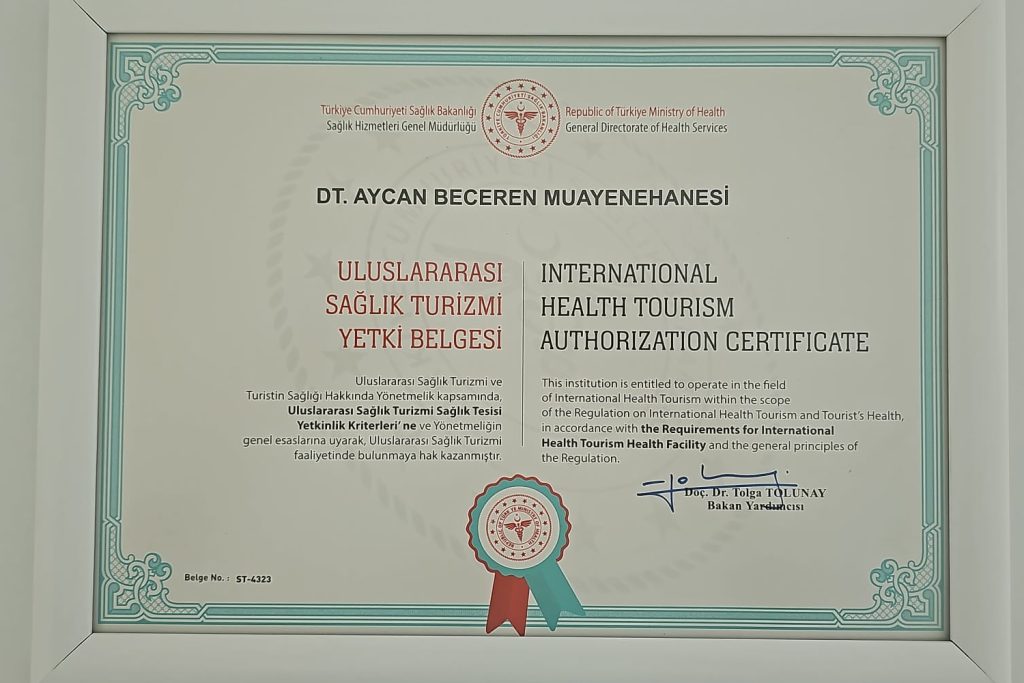 Türkiye Cumhuriyeti Sağlık Bakanlığı
Sağlık Hizmetleri Genel Müdürlüğü
Republic of Türkiye Ministry of Health
General Directorate of Health Services
DT. AYCAN BECEREN MUAYENEHANESİ
ULUSLARARASI
SAĞLIK TURİZMİ
YETKİ BELGESİ
Uluslararası Sağlık Turizmi ve
Turistin Sağlığı Hakkında Yönetmelik kapsamında,
Uluslararası Sağlık Turizmi Sağlık Tesisi
Yetkinlik Kriterleri' ne ve Yönetmeliğin
genel esaslarına uyarak, Uluslararası Sağlık Turizmi
faaliyetinde bulunmaya hak kazanmıştır.
INTERNATIONAL
HEALTH TOURISM
AUTHORIZATION CERTIFICATE
This institution is entitled to operate in the field
of International Health Tourism within the scope
of the Regulation on International Health Tourism and Tourist's Health,
in accordance with the Requirements for International
Health Tourism Health Facility and the general principles of
the Regulation.
Doç. Dr. Tolga TOLUNAY
Bakan Yardımcısı
Belge No. : ST-4323